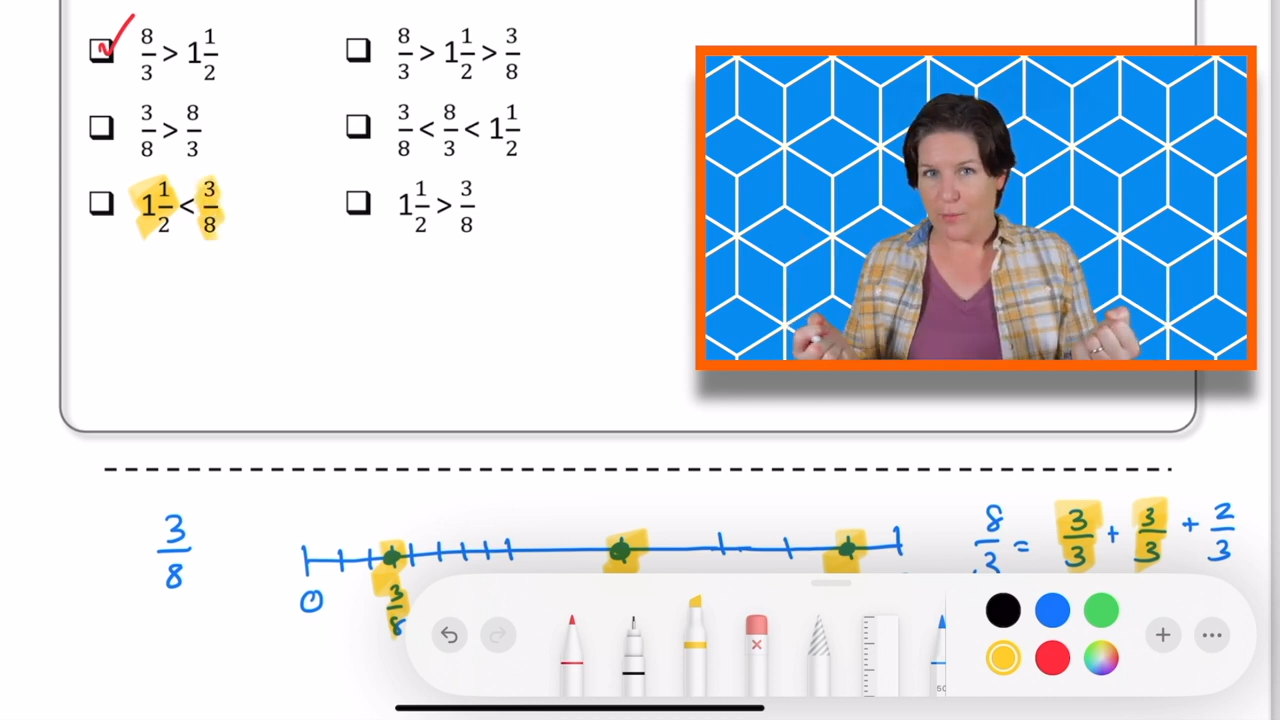 8/3 > 1 1/2
3/8 > 8/3
1 1/2 < 3/8
8/3 > 1 1/2 > 3/8
3/8 < 8/3 < 1 1/2
1 1/2 > 3/8
3/8
0
3/8
8/3 = 3/3 + 3/3 + 2/3